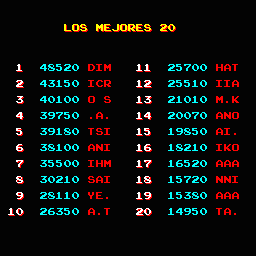 LOS MEJORES 20
1 48520 DIM 11 25700 HAT
2 43150 ICR 12 25510 IIA
3 40100 O S 13 21010 M.K
4 39750 .A. 14 20070 ANO
5 39180 TSI 15 19850 AI.
6 38100 ANI 16 18210 IKO
7 35500 IHM 17 16520 AAA
8 30210 SAI 18 15720 NNI
9 28110 YE. 19 15380 AAA
10 26350 A.T 20 14950 TA.